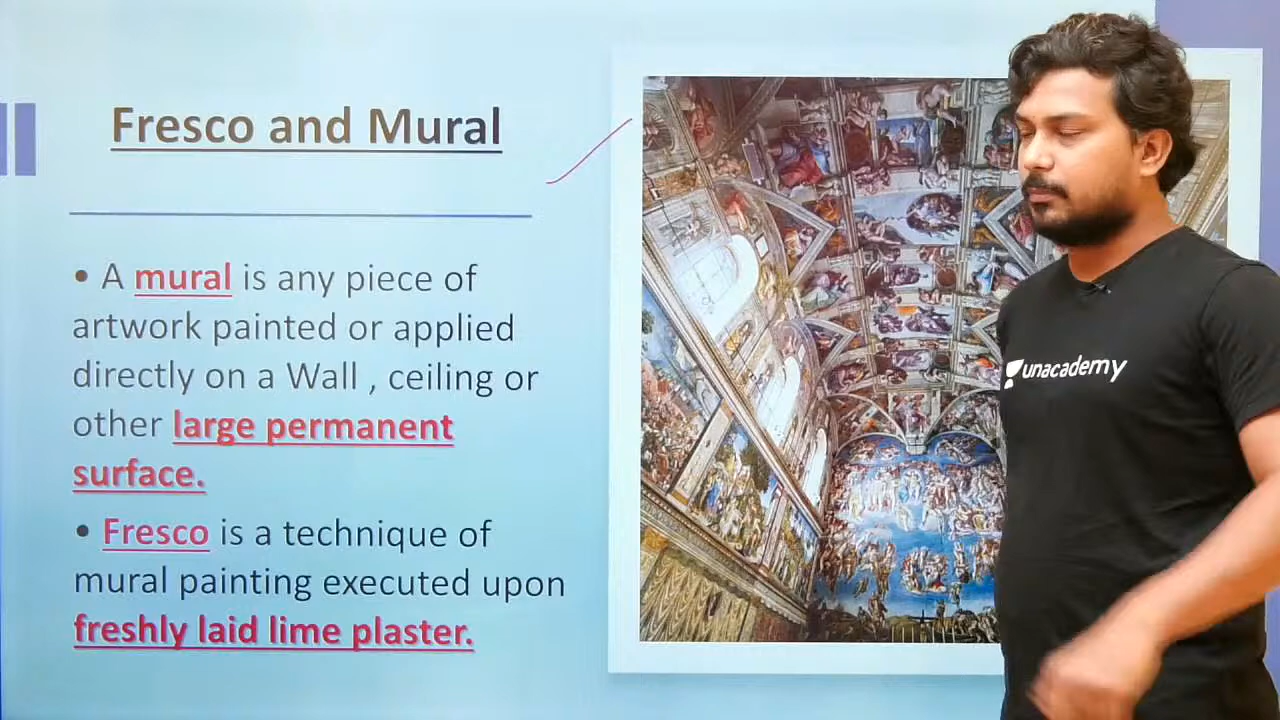 Fresco and Mural
• A mural is any piece of
artwork painted or applied
directly on a Wall , ceiling or
other large permanent
surface.
• Fresco is a technique of
mural painting executed upon
freshly laid lime plaster.
unacademy